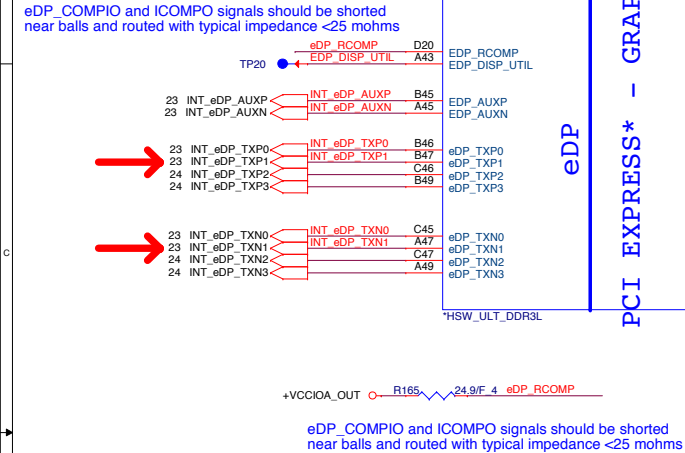 eDP_COMPIO and ICOMPO signals should be shorted
near balls and routed with typical impedance <25 mohms
eDP_RCOMP D20 EDP_RCOMP
TP20 EDP_DISP_UTIL A43 EDP_DISP_UTIL
23 INT_eDP_AUXP INT_eDP_AUXP B45 EDP_AUXP
23 INT_eDP_AUXN INT_eDP_AUXN A45 EDP_AUXN
23 INT_eDP_TXP0 INT_eDP_TXP0 B46 eDP_TXP0
23 INT_eDP_TXP1 INT_eDP_TXP1 B47 eDP_TXP1
24 INT_eDP_TXP2 C46 eDP_TXP2
24 INT_eDP_TXP3 B49 eDP_TXP3
23 INT_eDP_TXN0 INT_eDP_TXN0 C45 eDP_TXN0
23 INT_eDP_TXN1 INT_eDP_TXN1 A47 eDP_TXN1
24 INT_eDP_TXN2 C47 eDP_TXN2
24 INT_eDP_TXN3 A49 eDP_TXN3
C
eDP
PCI EXPRESS* - GRAP
*HSW_ULT_DDR3L
+VCCIOA_OUT R165 24.9/F_4 eDP_RCOMP
eDP_COMPIO and ICOMPO signals should be shorted
near balls and routed with typical impedance <25 mohms